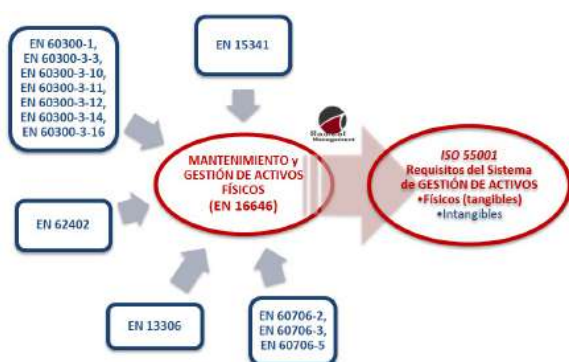 EN 60300-1,
EN 60300-3-3,
EN 60300-3-10,
EN 60300-3-11,
EN 60300-3-12,
EN 60300-3-14,
EN 60300-3-16
EN 15341
Radical
Management
MANTENIMIENTO y
GESTIÓN DE ACTIVOS
FÍSICOS
(EN 16646)
ISO 55001
Requisitos del Sistema
de GESTIÓN DE ACTIVOS
•Físicos (tangibles)
•Intangibles
EN 62402
EN 13306
EN 60706-2,
EN 60706-3,
EN 60706-5